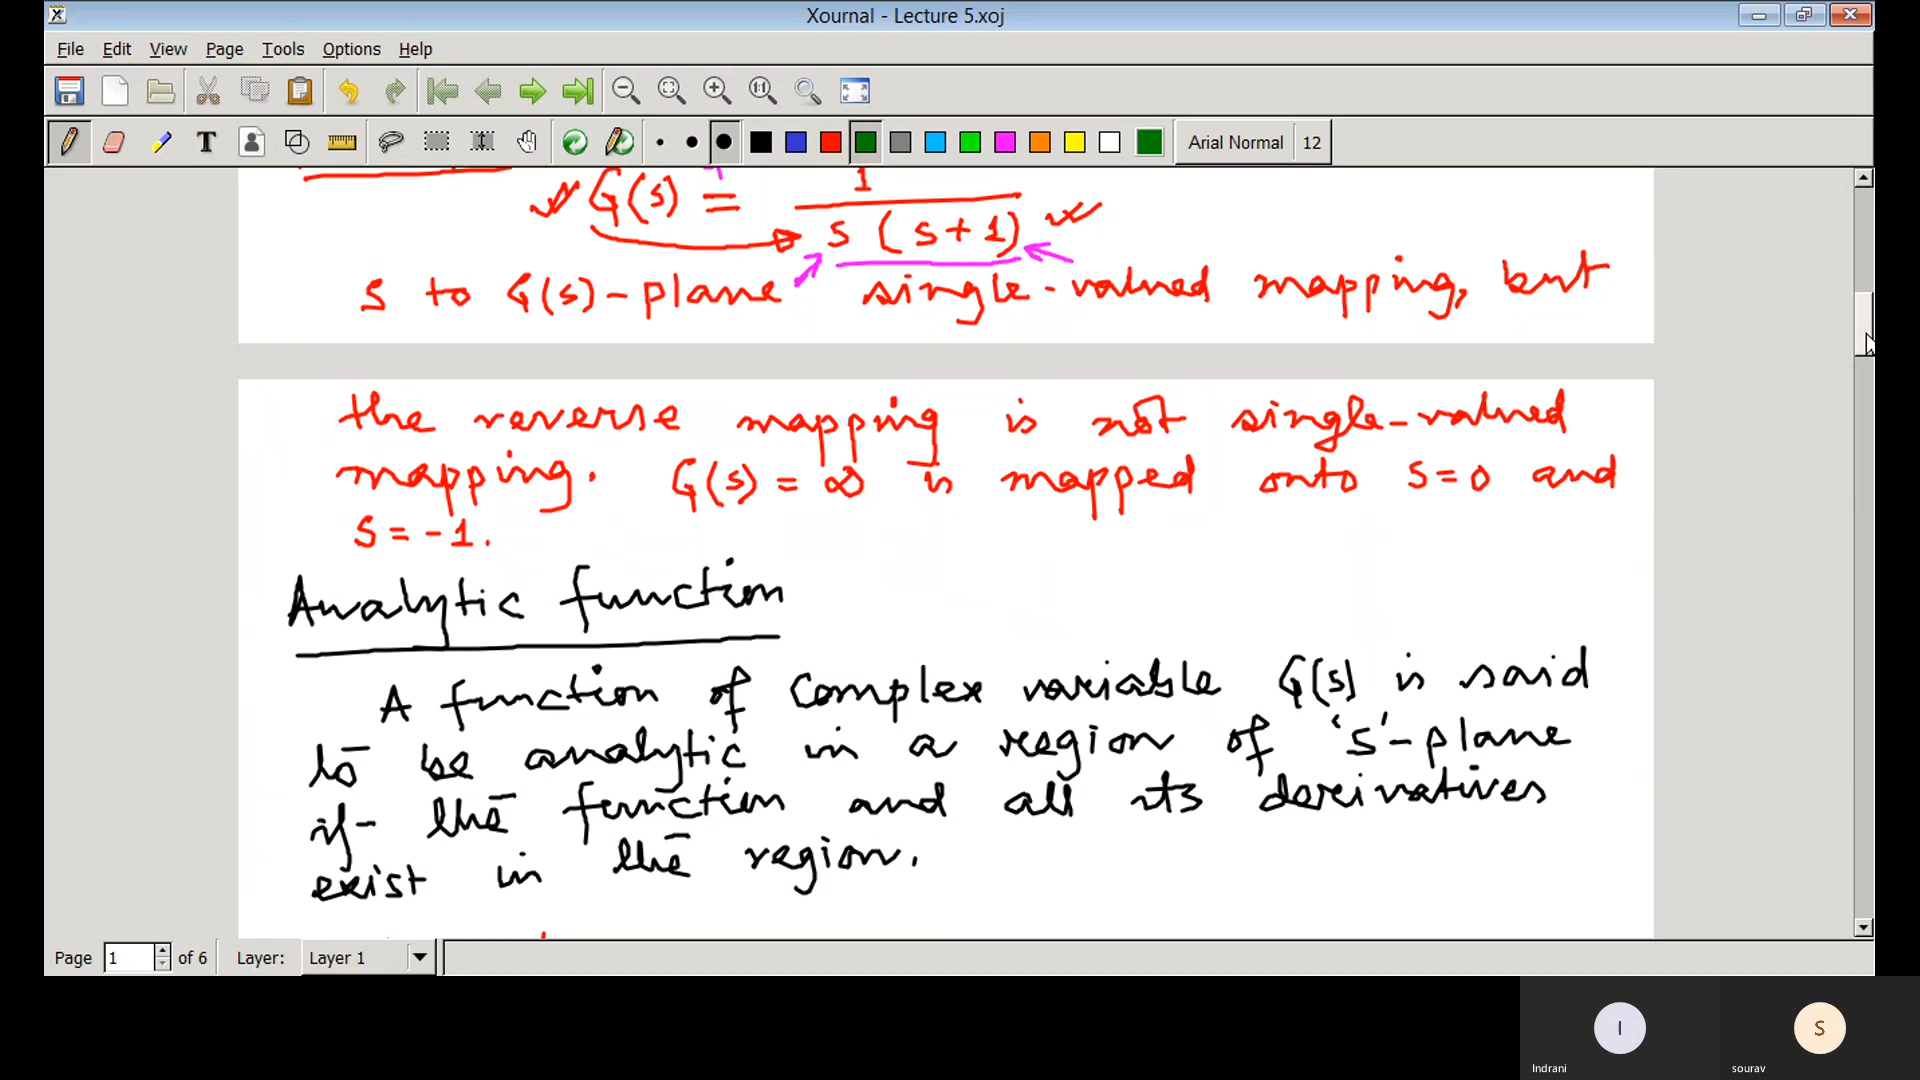 Xournal - Lecture 5.xoj
File Edit View Page Tools Options Help
Arial Normal 12
G(s) = 1 / s (s+1)
s to G(s)-plane single-valued mapping, but
the reverse mapping is not single-valued
mapping. G(s) = ∞ is mapped onto s=0 and
s = -1.
Analytic function
A function of complex variable G(s) is said
to be analytic in a region of 's'-plane
if the function and all its derivatives
exist in the region.
Page 1 of 6 Layer: Layer 1
I S
Indrani sourav